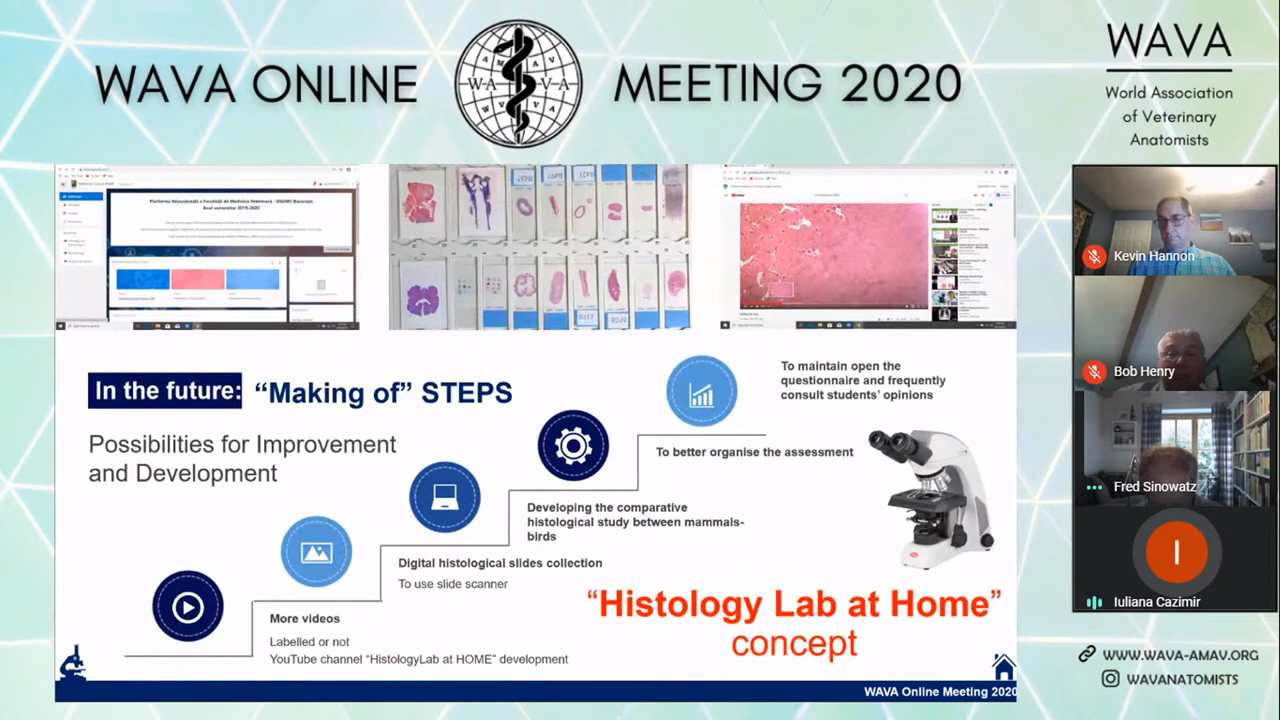 WAVA ONLINE
MEETING 2020
WAVA
World Association
of Veterinary
Anatomists
Kevin Hannon
Bob Henry
Fred Sinowatz
I
Iuliana Cazimir
In the future: “Making of” STEPS
Possibilities for Improvement
and Development
To maintain open the
questionnaire and frequently
consult students’ opinions
To better organise the assessment
Developing the comparative
histological study between mammals-
birds
Digital histological slides collection
To use slide scanner
More videos
Labelled or not
YouTube channel “HistologyLab at HOME” development
“Histology Lab at Home”
concept
WAVA Online Meeting 2020
WWW.WAVA-AMAV.ORG
WAVANATOMISTS